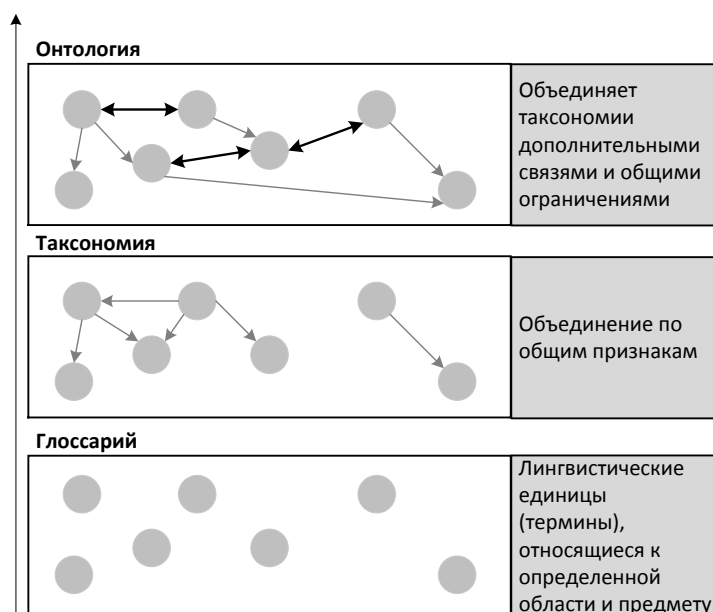 Онтология
Объединяет
таксономии
дополнительными
связями и общими
ограничениями
Таксономия
Объединение по
общим признакам
Глоссарий
Лингвистические
единицы
(термины),
относящиеся к
определенной
области и предмету